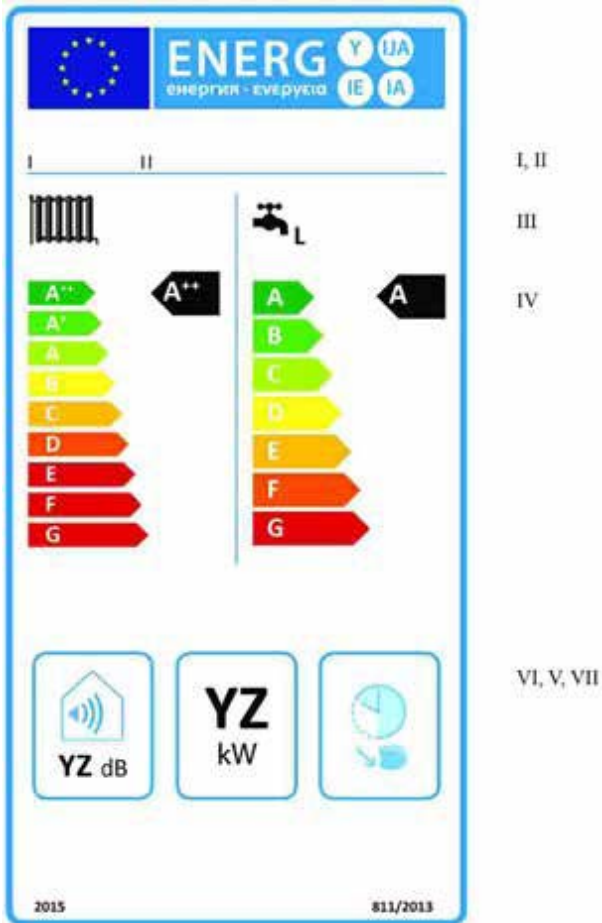 ENERG Y IJA
енергия · ενεργεια IE IA
I II I, II
L III
A⁺⁺ A⁺⁺ A A IV
A⁺ B
A C
B D
C E
D F
E G
F
G
VI, V, VII
YZ dB YZ kW
2015 811/2013